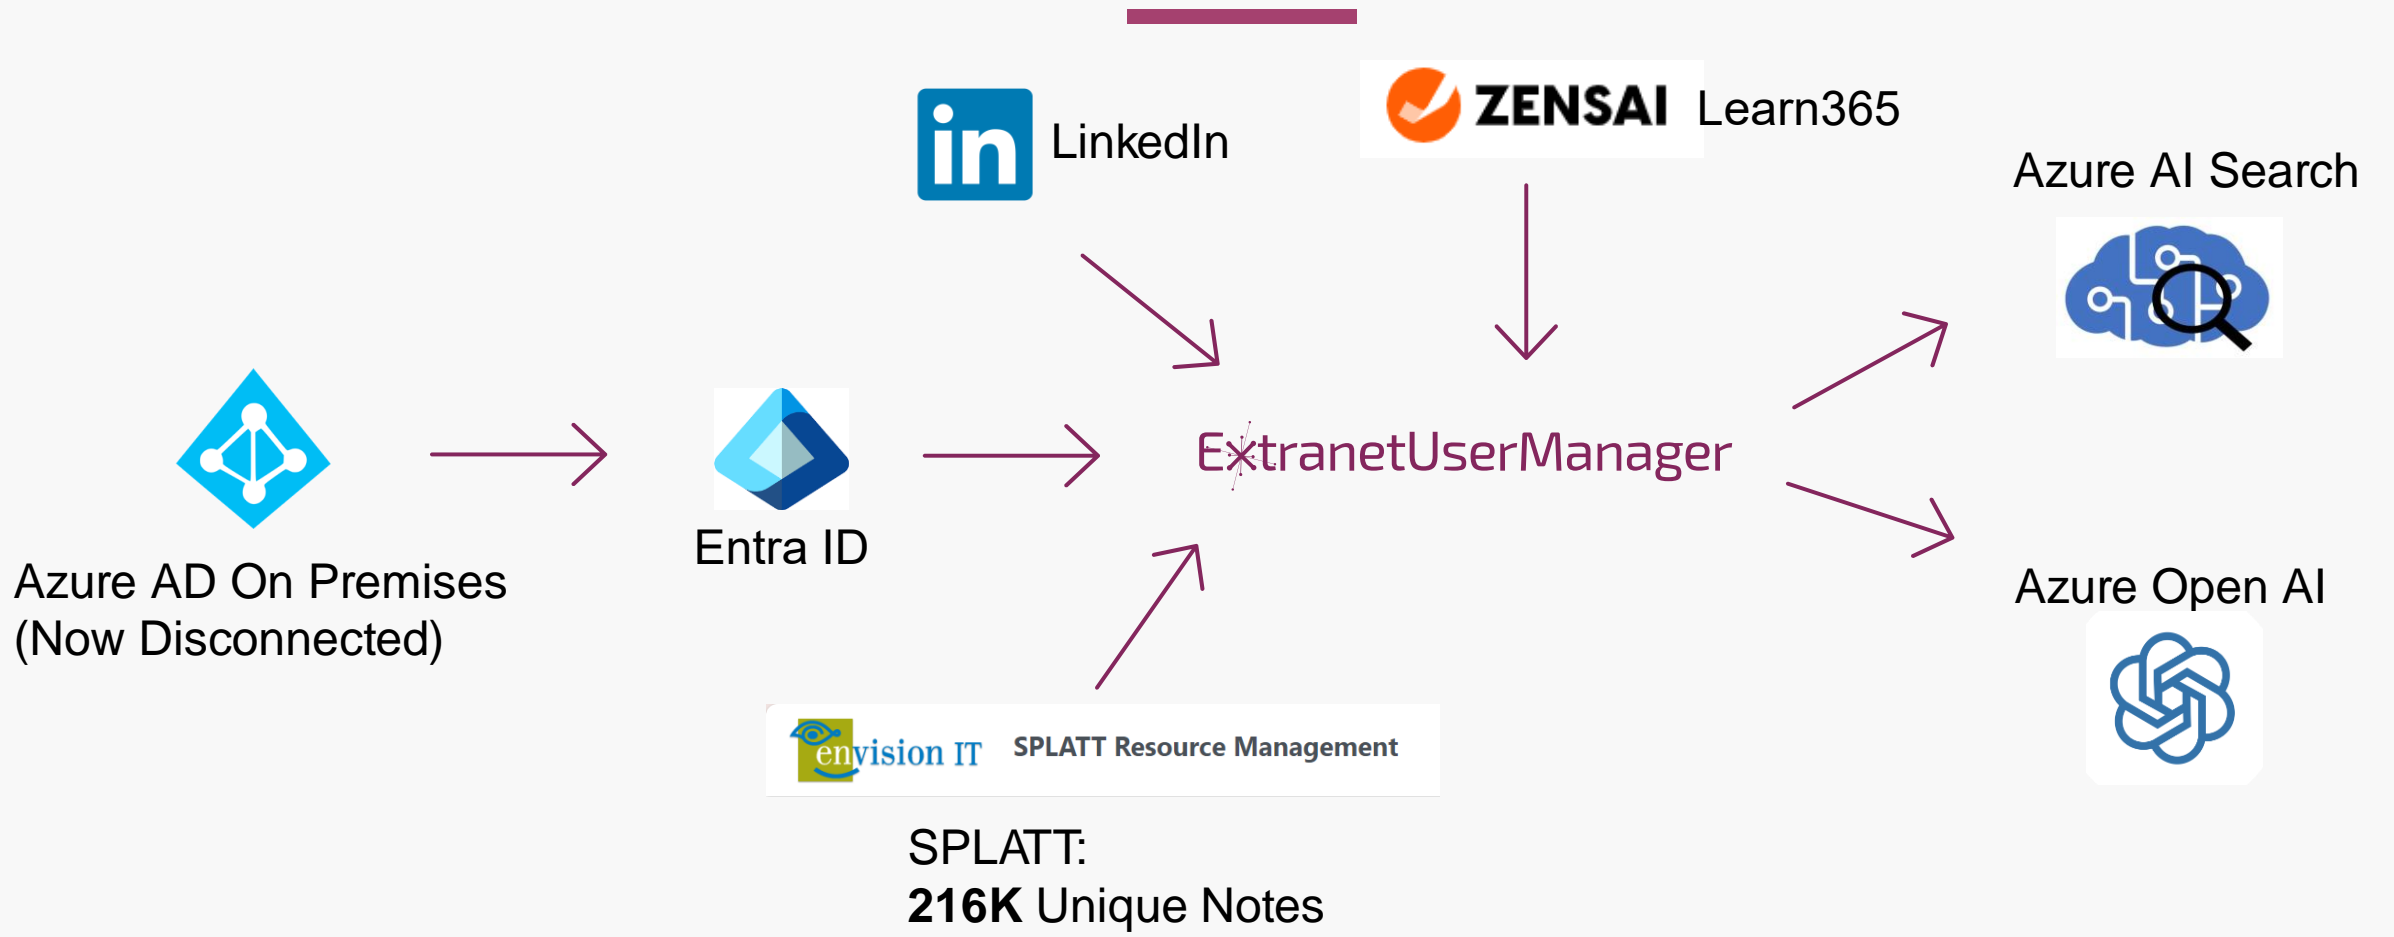 in LinkedIn
ZENSAI Learn365
Azure AI Search
ExtranetUserManager
Entra ID
Azure AD On Premises
(Now Disconnected)
Azure Open AI
envision IT SPLATT Resource Management
SPLATT:
216K Unique Notes